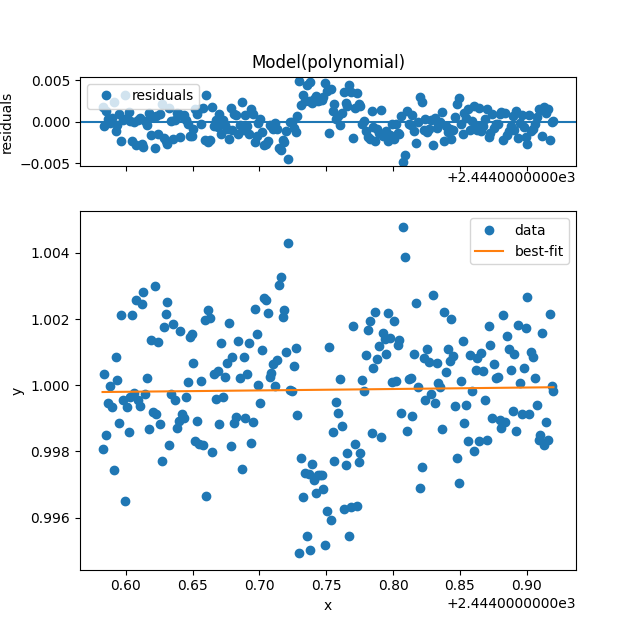 Model(polynomial)
residuals
0.005
0.000
−0.005
residuals
+2.4440000000e3
y
1.004
1.002
1.000
0.998
0.996
data
best-fit
0.60 0.65 0.70 0.75 0.80 0.85 0.90
x
+2.4440000000e3